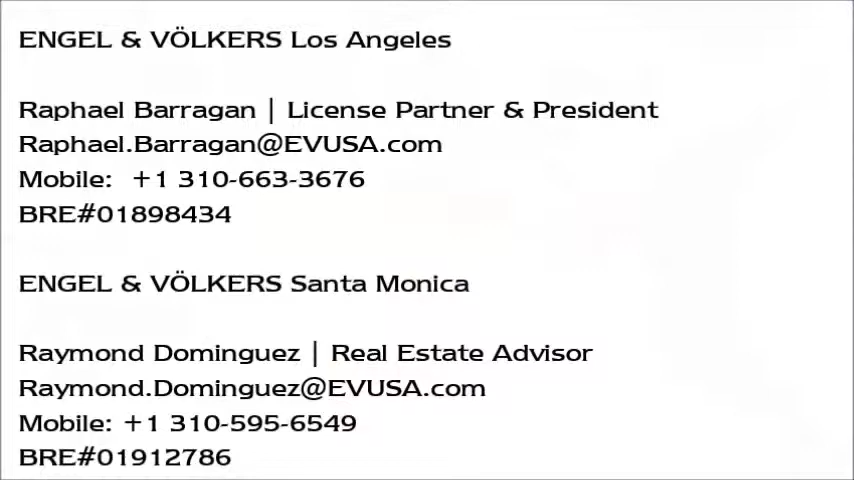 ENGEL & VÖLKERS Los Angeles
Raphael Barragan | License Partner & President
Raphael.Barragan@EVUSA.com
Mobile:  +1 310-663-3676
BRE#01898434
ENGEL & VÖLKERS Santa Monica
Raymond Dominguez | Real Estate Advisor
Raymond.Dominguez@EVUSA.com
Mobile: +1 310-595-6549
BRE#01912786